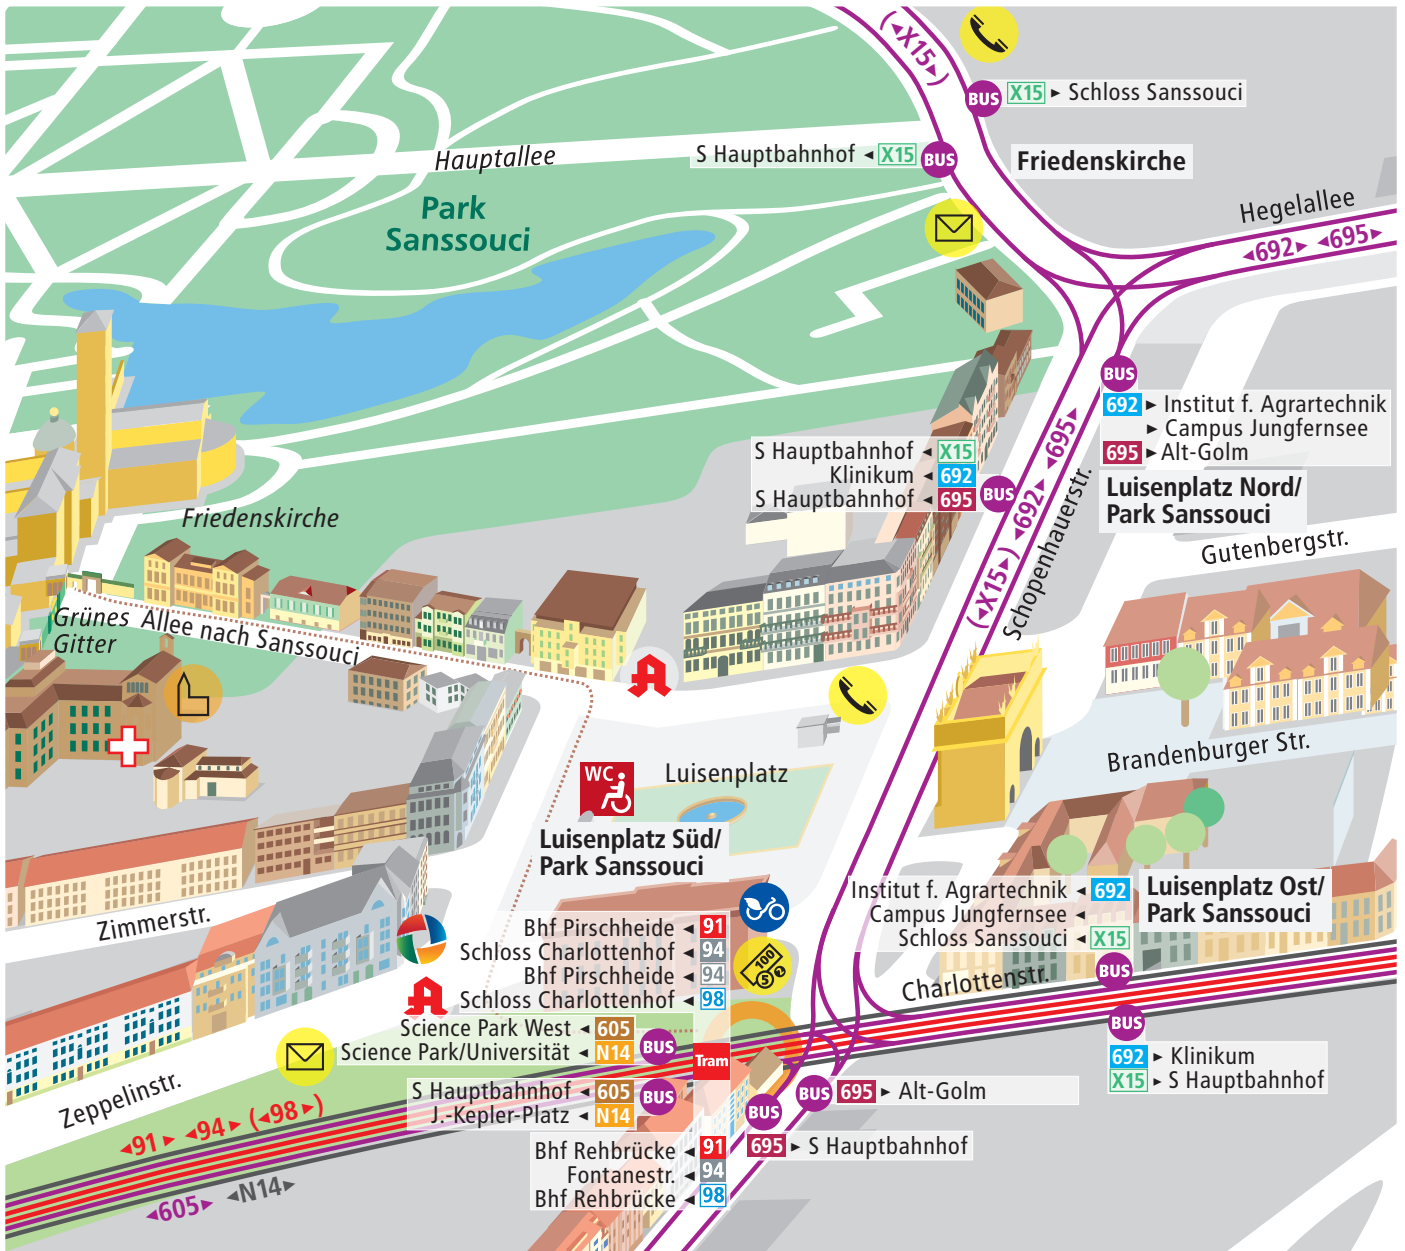 (◄X15►)
BUS X15 ► Schloss Sanssouci
S Hauptbahnhof ◄ X15 BUS
Friedenskirche
Hauptallee
Park
Sanssouci
Hegelallee
◄692► ◄695►
BUS
692 ► Institut f. Agrartechnik
► Campus Jungfernsee
695 ► Alt-Golm
S Hauptbahnhof ◄ X15
Klinikum ◄ 692
S Hauptbahnhof ◄ 695
BUS
Luisenplatz Nord/
Park Sanssouci
(◄X15►) ◄692► ◄695►
Schopenhauerstr.
Gutenbergstr.
Friedenskirche
Grünes
Gitter
Allee nach Sanssouci
Brandenburger Str.
WC
Luisenplatz
Luisenplatz Süd/
Park Sanssouci
Zimmerstr.
Institut f. Agrartechnik ◄ 692
Campus Jungfernsee ◄
Schloss Sanssouci ◄ X15
BUS
Luisenplatz Ost/
Park Sanssouci
Bhf Pirschheide ◄ 91
Schloss Charlottenhof ◄ 94
Bhf Pirschheide ◄ 94
Schloss Charlottenhof ◄ 98
100
5 2
Charlottenstr.
Science Park West ◄ 605
Science Park/Universität ◄ N14
BUS
Tram
BUS
692 ► Klinikum
X15 ► S Hauptbahnhof
S Hauptbahnhof ◄ 605
J.-Kepler-Platz ◄ N14
BUS
BUS 695 ► Alt-Golm
BUS
695 ► S Hauptbahnhof
Zeppelinstr.
◄91► ◄94► (◄98►)
Bhf Rehbrücke ◄ 91
Fontanestr. ◄ 94
Bhf Rehbrücke ◄ 98
◄605► ◄N14►